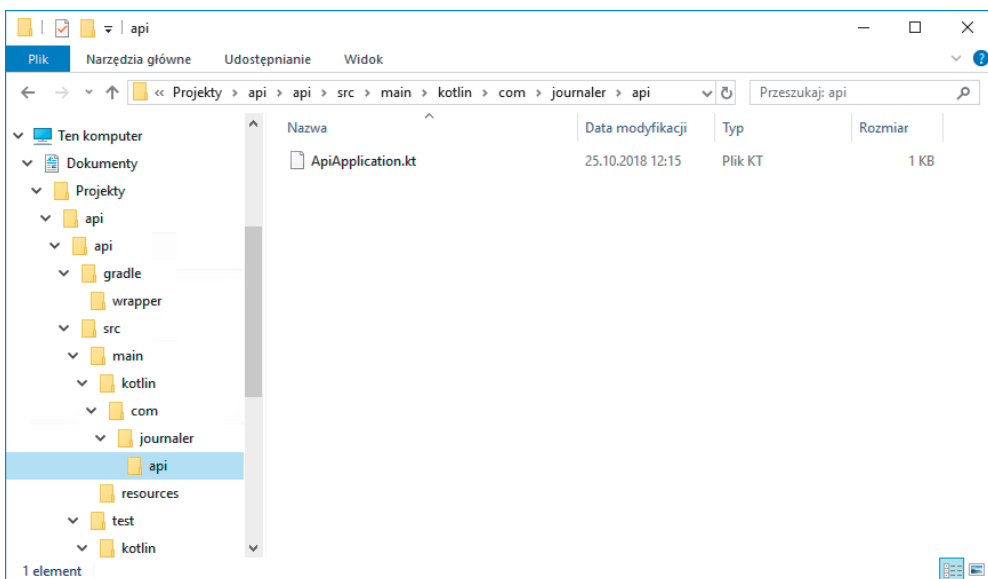 api
Plik Narzędzia główne Udostępnianie Widok
« Projekty > api > api > src > main > kotlin > com > journaler > api Przeszukaj: api
Nazwa Data modyfikacji Typ Rozmiar
ApiApplication.kt 25.10.2018 12:15 Plik KT 1 KB
Ten komputer
Dokumenty
Projekty
api
api
gradle
wrapper
src
main
kotlin
com
journaler
api
resources
test
kotlin
1 element